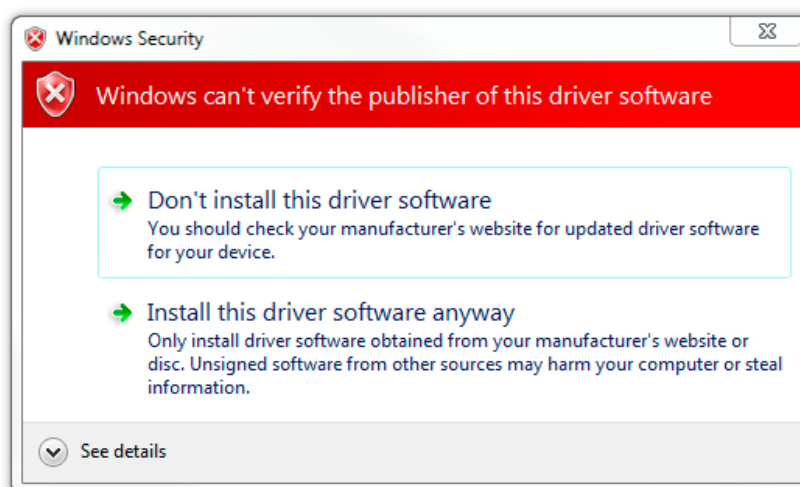 Windows Security
Windows can't verify the publisher of this driver software
Don't install this driver software
You should check your manufacturer's website for updated driver software
for your device.
Install this driver software anyway
Only install driver software obtained from your manufacturer's website or
disc. Unsigned software from other sources may harm your computer or steal
information.
See details